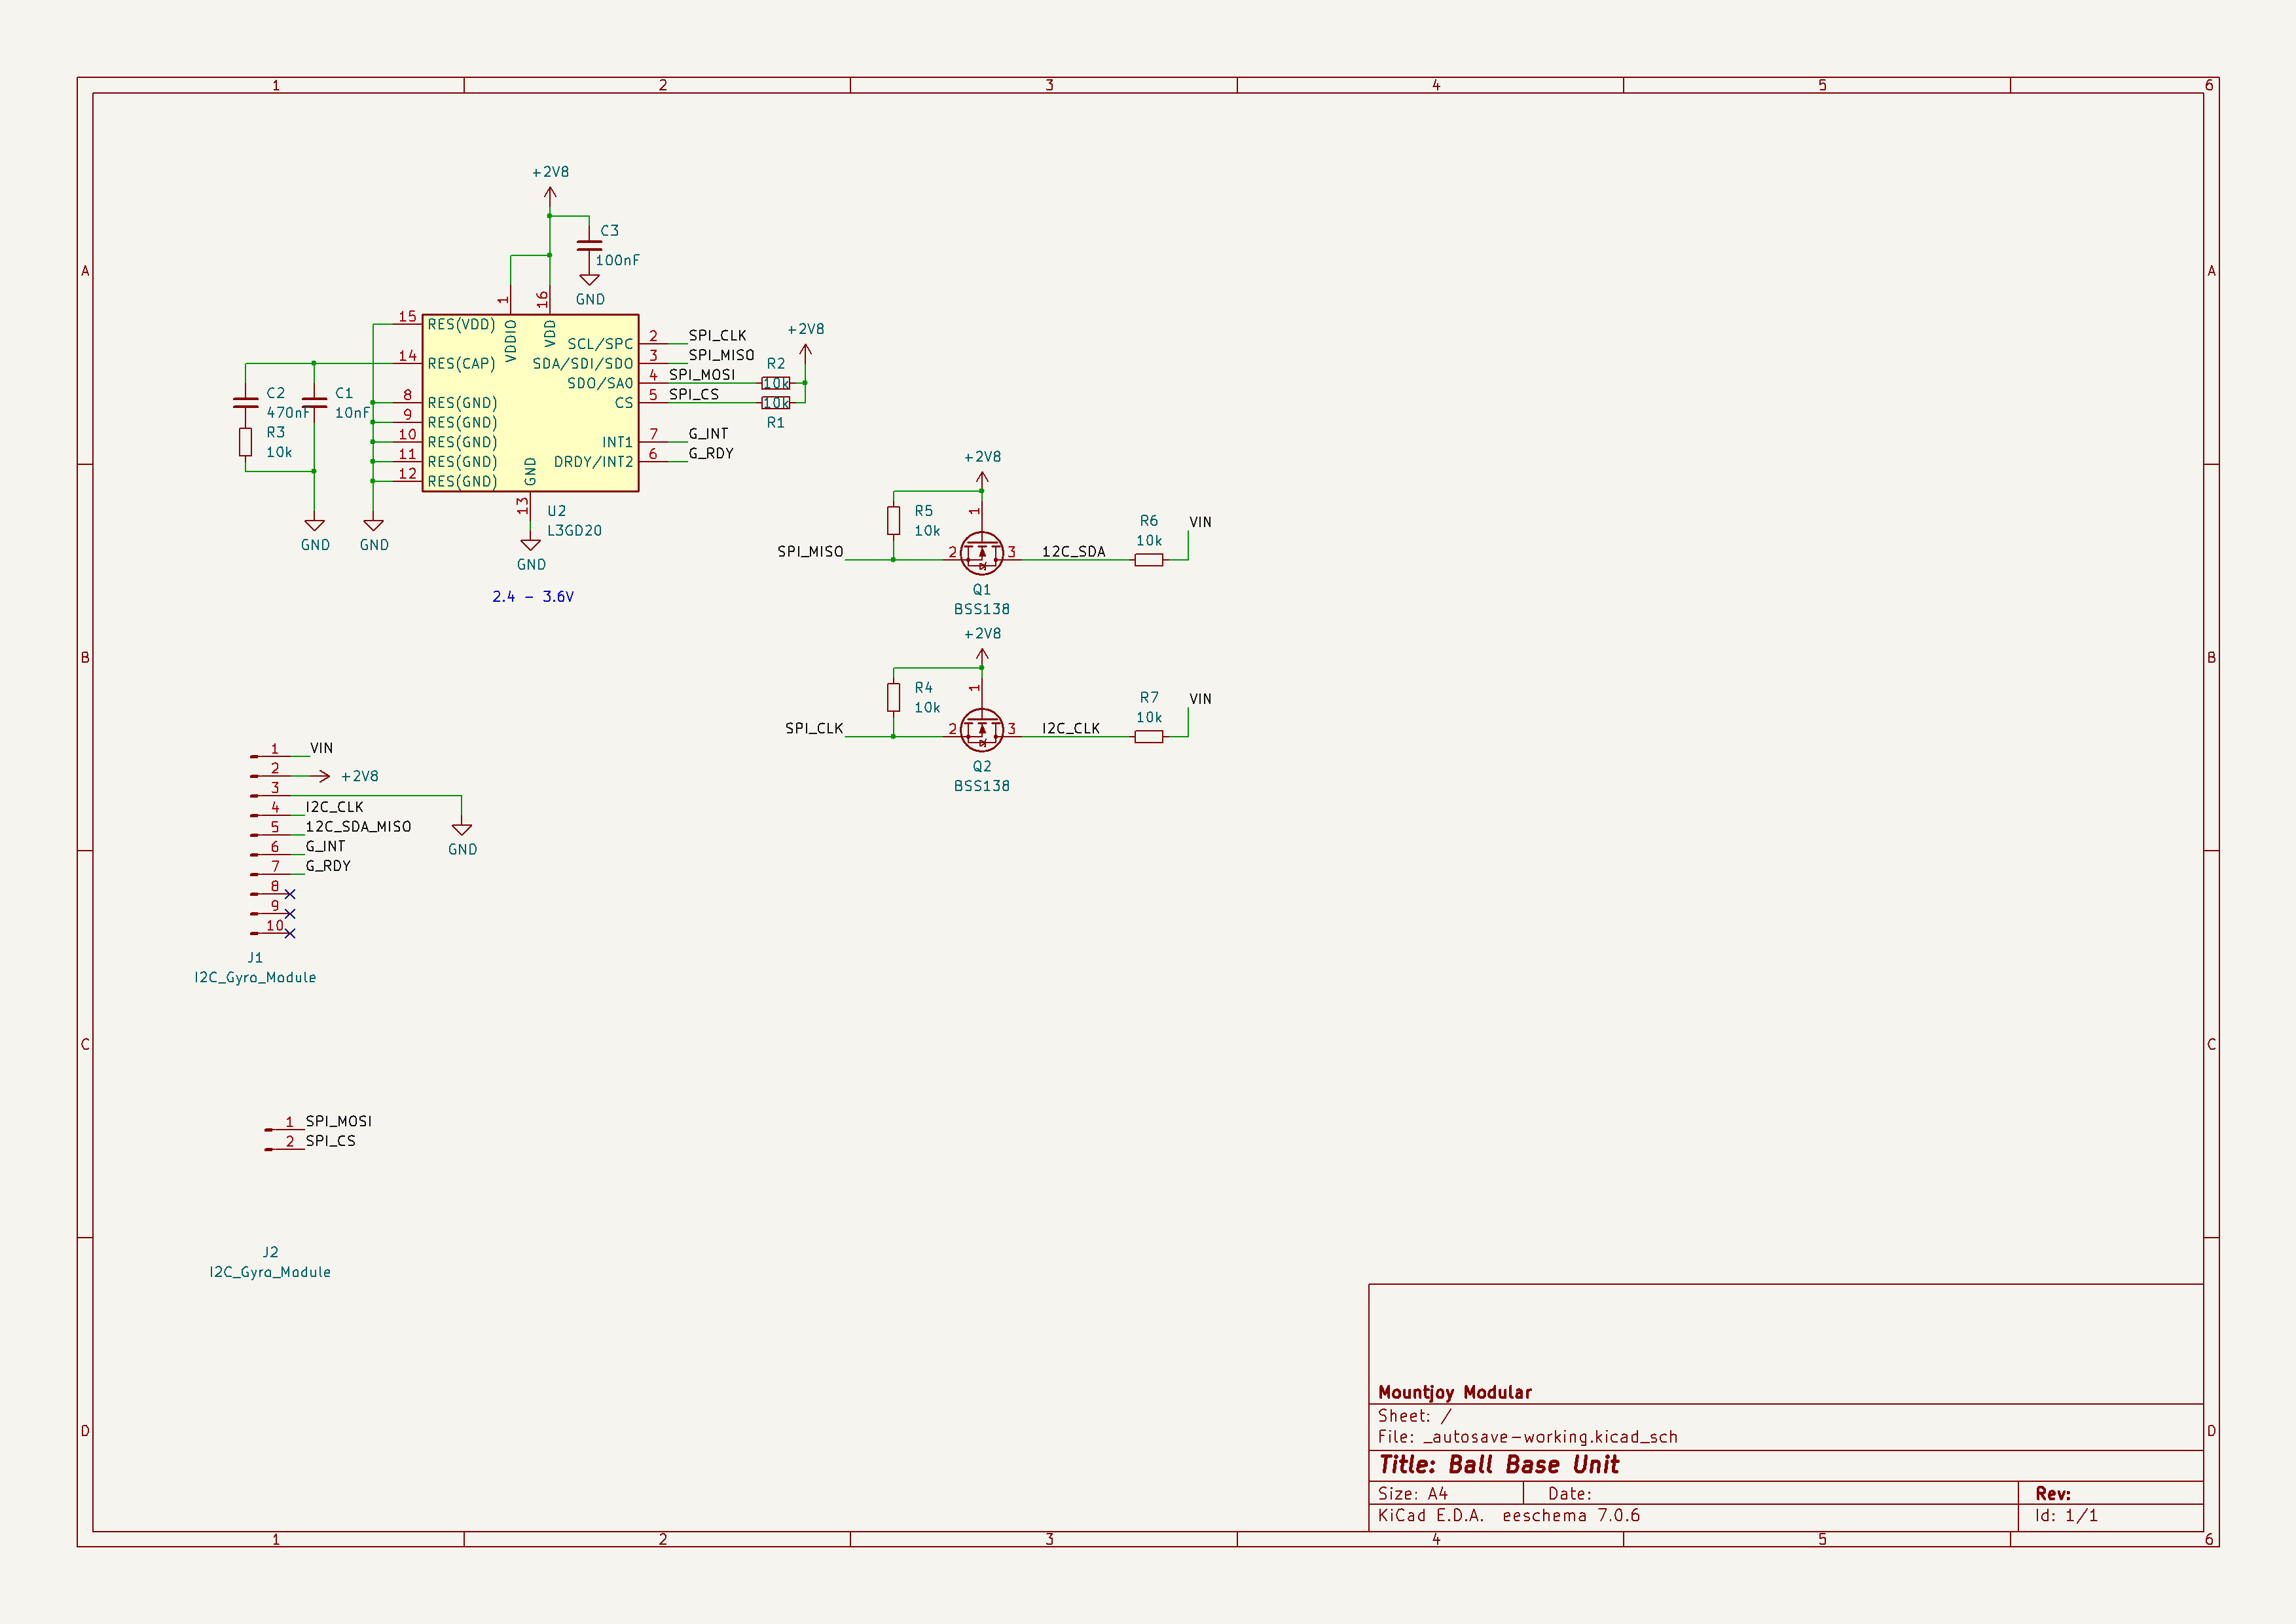 1 2 3 4 5 6
A A
B B
C C
D D
+2V8
C3
100nF
GND
1
16
15 RES(VDD)
VDDIO
VDD
14 RES(CAP)
8 RES(GND)
9 RES(GND)
10 RES(GND)
11 RES(GND)
12 RES(GND)
GND
13
SCL/SPC 2 SPI_CLK
SDA/SDI/SDO 3 SPI_MISO
SDO/SA0 4 SPI_MOSI
CS 5 SPI_CS
INT1 7 G_INT
DRDY/INT2 6 G_RDY
+2V8
R2
10k
10k
R1
C2
470nF
C1
10nF
R3
10k
GND
GND
U2
L3GD20
GND
2.4 - 3.6V
+2V8
R5
10k
1
SPI_MISO
2
3
12C_SDA
R6
10k
VIN
Q1
BSS138
+2V8
R4
10k
1
SPI_CLK
2
3
I2C_CLK
R7
10k
VIN
Q2
BSS138
1 VIN
2 +2V8
3
4 I2C_CLK
5 12C_SDA_MISO
6 G_INT
7 G_RDY
8
9
10
GND
J1
I2C_Gyro_Module
1 SPI_MOSI
2 SPI_CS
J2
I2C_Gyro_Module
Mountjoy Modular
Sheet: /
File: _autosave-working.kicad_sch
Title: Ball Base Unit
Size: A4 Date: Rev:
KiCad E.D.A. eeschema 7.0.6 Id: 1/1
1 2 3 4 5 6